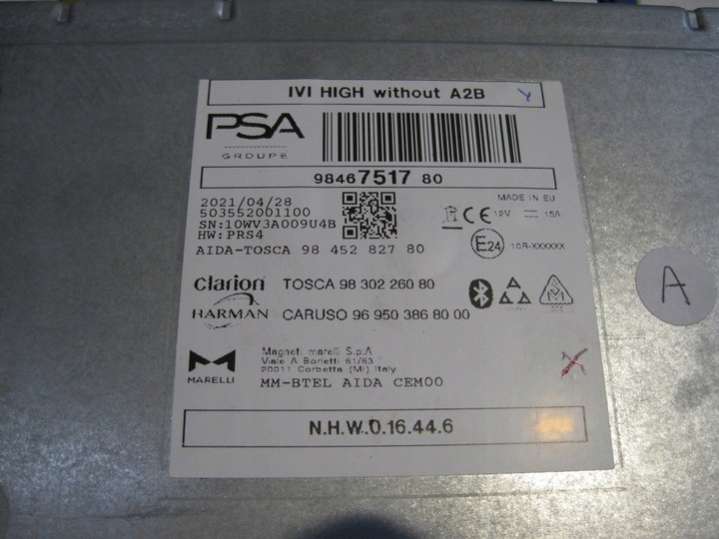 IVI HIGH without A2B
PSA
GROUPE
98467517 80
2021/04/28
503552001100
SN:10WV3A009U4B
HW:PRS4
AIDA-TOSCA 98 452 827 80
MADE IN EU
12V 15A
E24 10R-XXXXXX
clarion TOSCA 98 302 260 80
HARMAN CARUSO 96 950 386 80 00
Magneti marelli S.p.A
Viale A Borletti 61/63
20011 Corbetta (MI) Italy
MARELLI
MM-BTEL AIDA CEM00
N.H.W.0.16.44.6
A